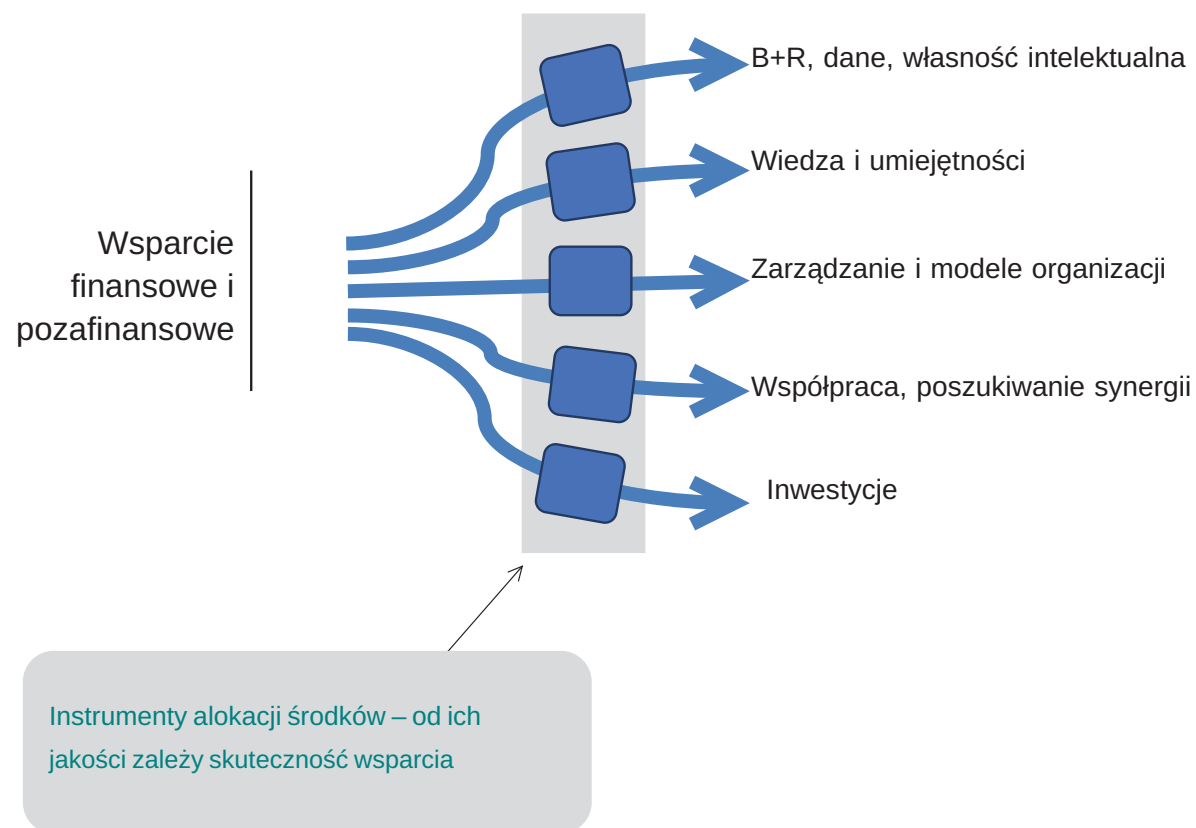 B+R, dane, własność intelektualna
Wiedza i umiejętności
Wsparcie
finansowe i
pozafinansowe
Zarządzanie i modele organizacji
Współpraca, poszukiwanie synergii
Inwestycje
Instrumenty alokacji środków – od ich
jakości zależy skuteczność wsparcia